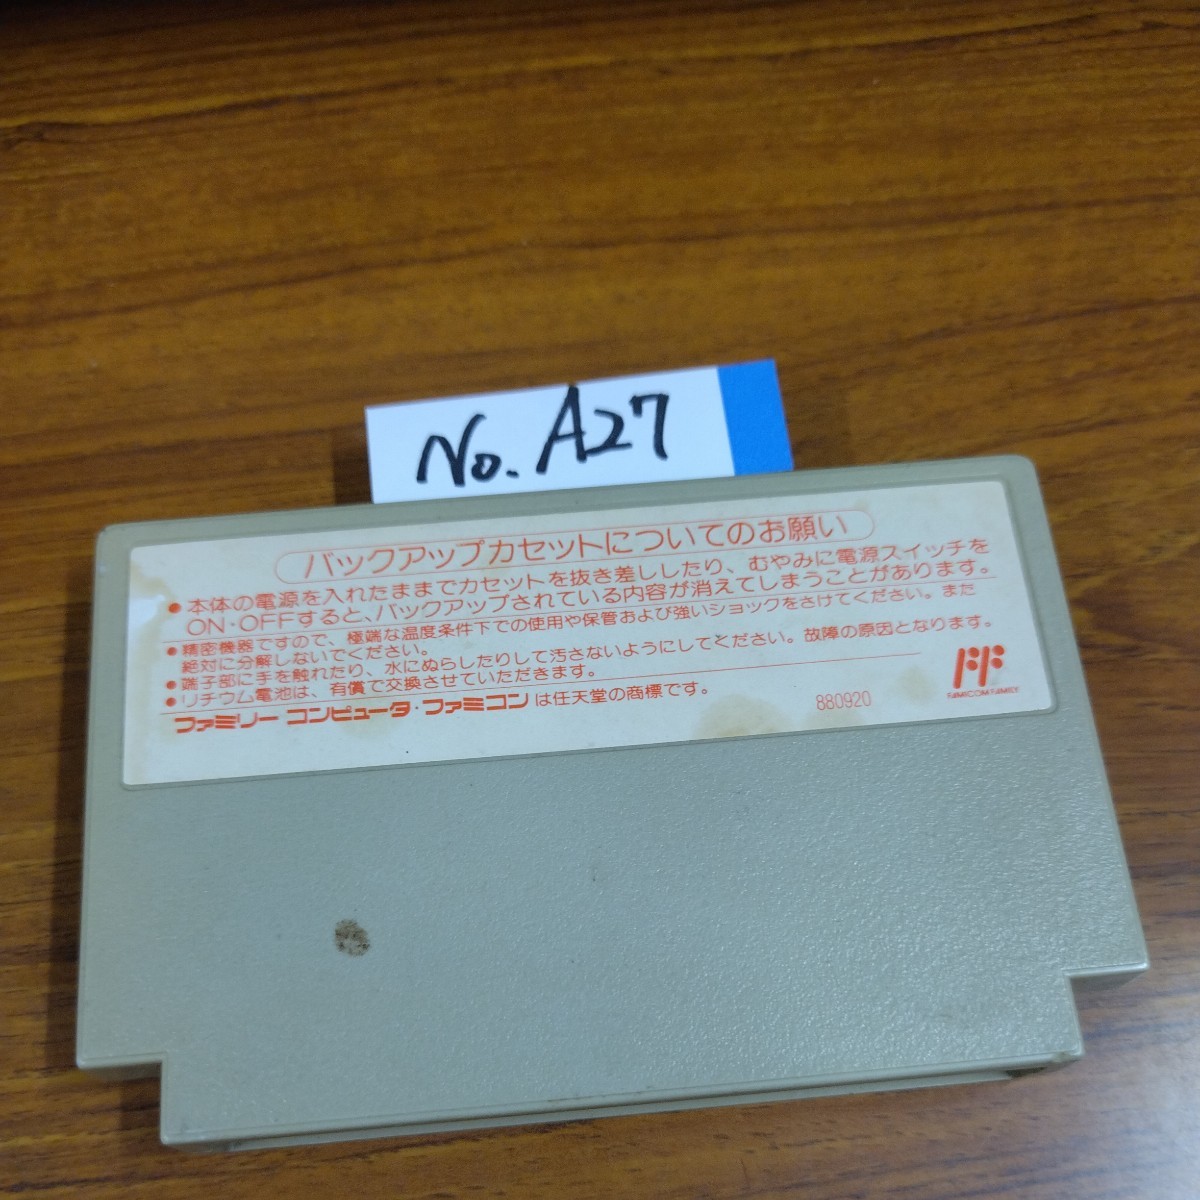 No. A27
バックアップカセットについてのお願い
●本体の電源を入れたままでカセットを抜き差ししたり、むやみに電源スイッチを
ON・OFFすると、バックアップされている内容が消えてしまうことがあります。
●精密機器ですので、極端な温度条件下での使用や保管および強いショックをさけてください。また
絶対に分解しないでください。
●端子部に手を触れたり、水にぬらしたりして汚さないようにしてください。故障の原因となります。
●リチウム電池は、有償で交換させていただきます。
ファミリーコンピュータ・ファミコンは任天堂の商標です。
880920
FF
FAMICOM FAMILY